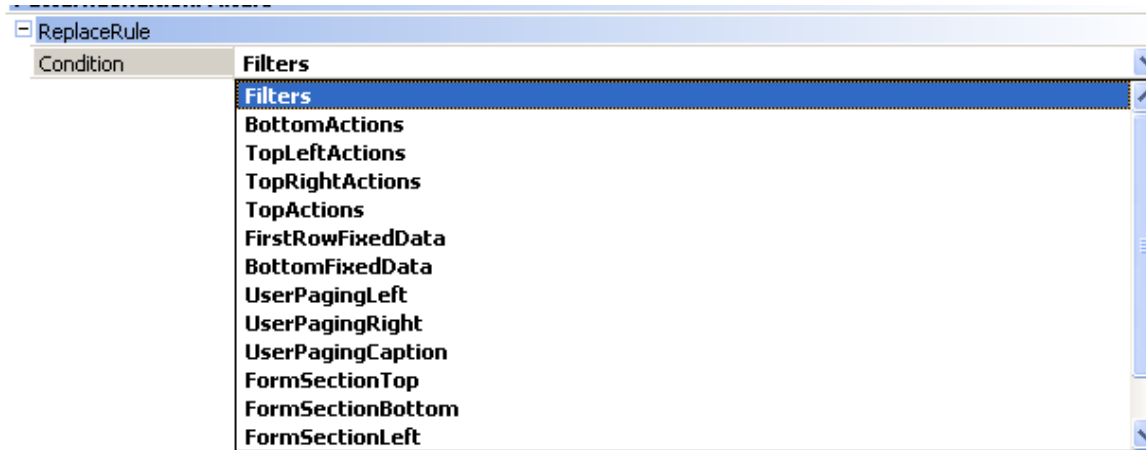 ReplaceRule
Condition Filters
Filters
BottomActions
TopLeftActions
TopRightActions
TopActions
FirstRowFixedData
BottomFixedData
UserPagingLeft
UserPagingRight
UserPagingCaption
FormSectionTop
FormSectionBottom
FormSectionLeft